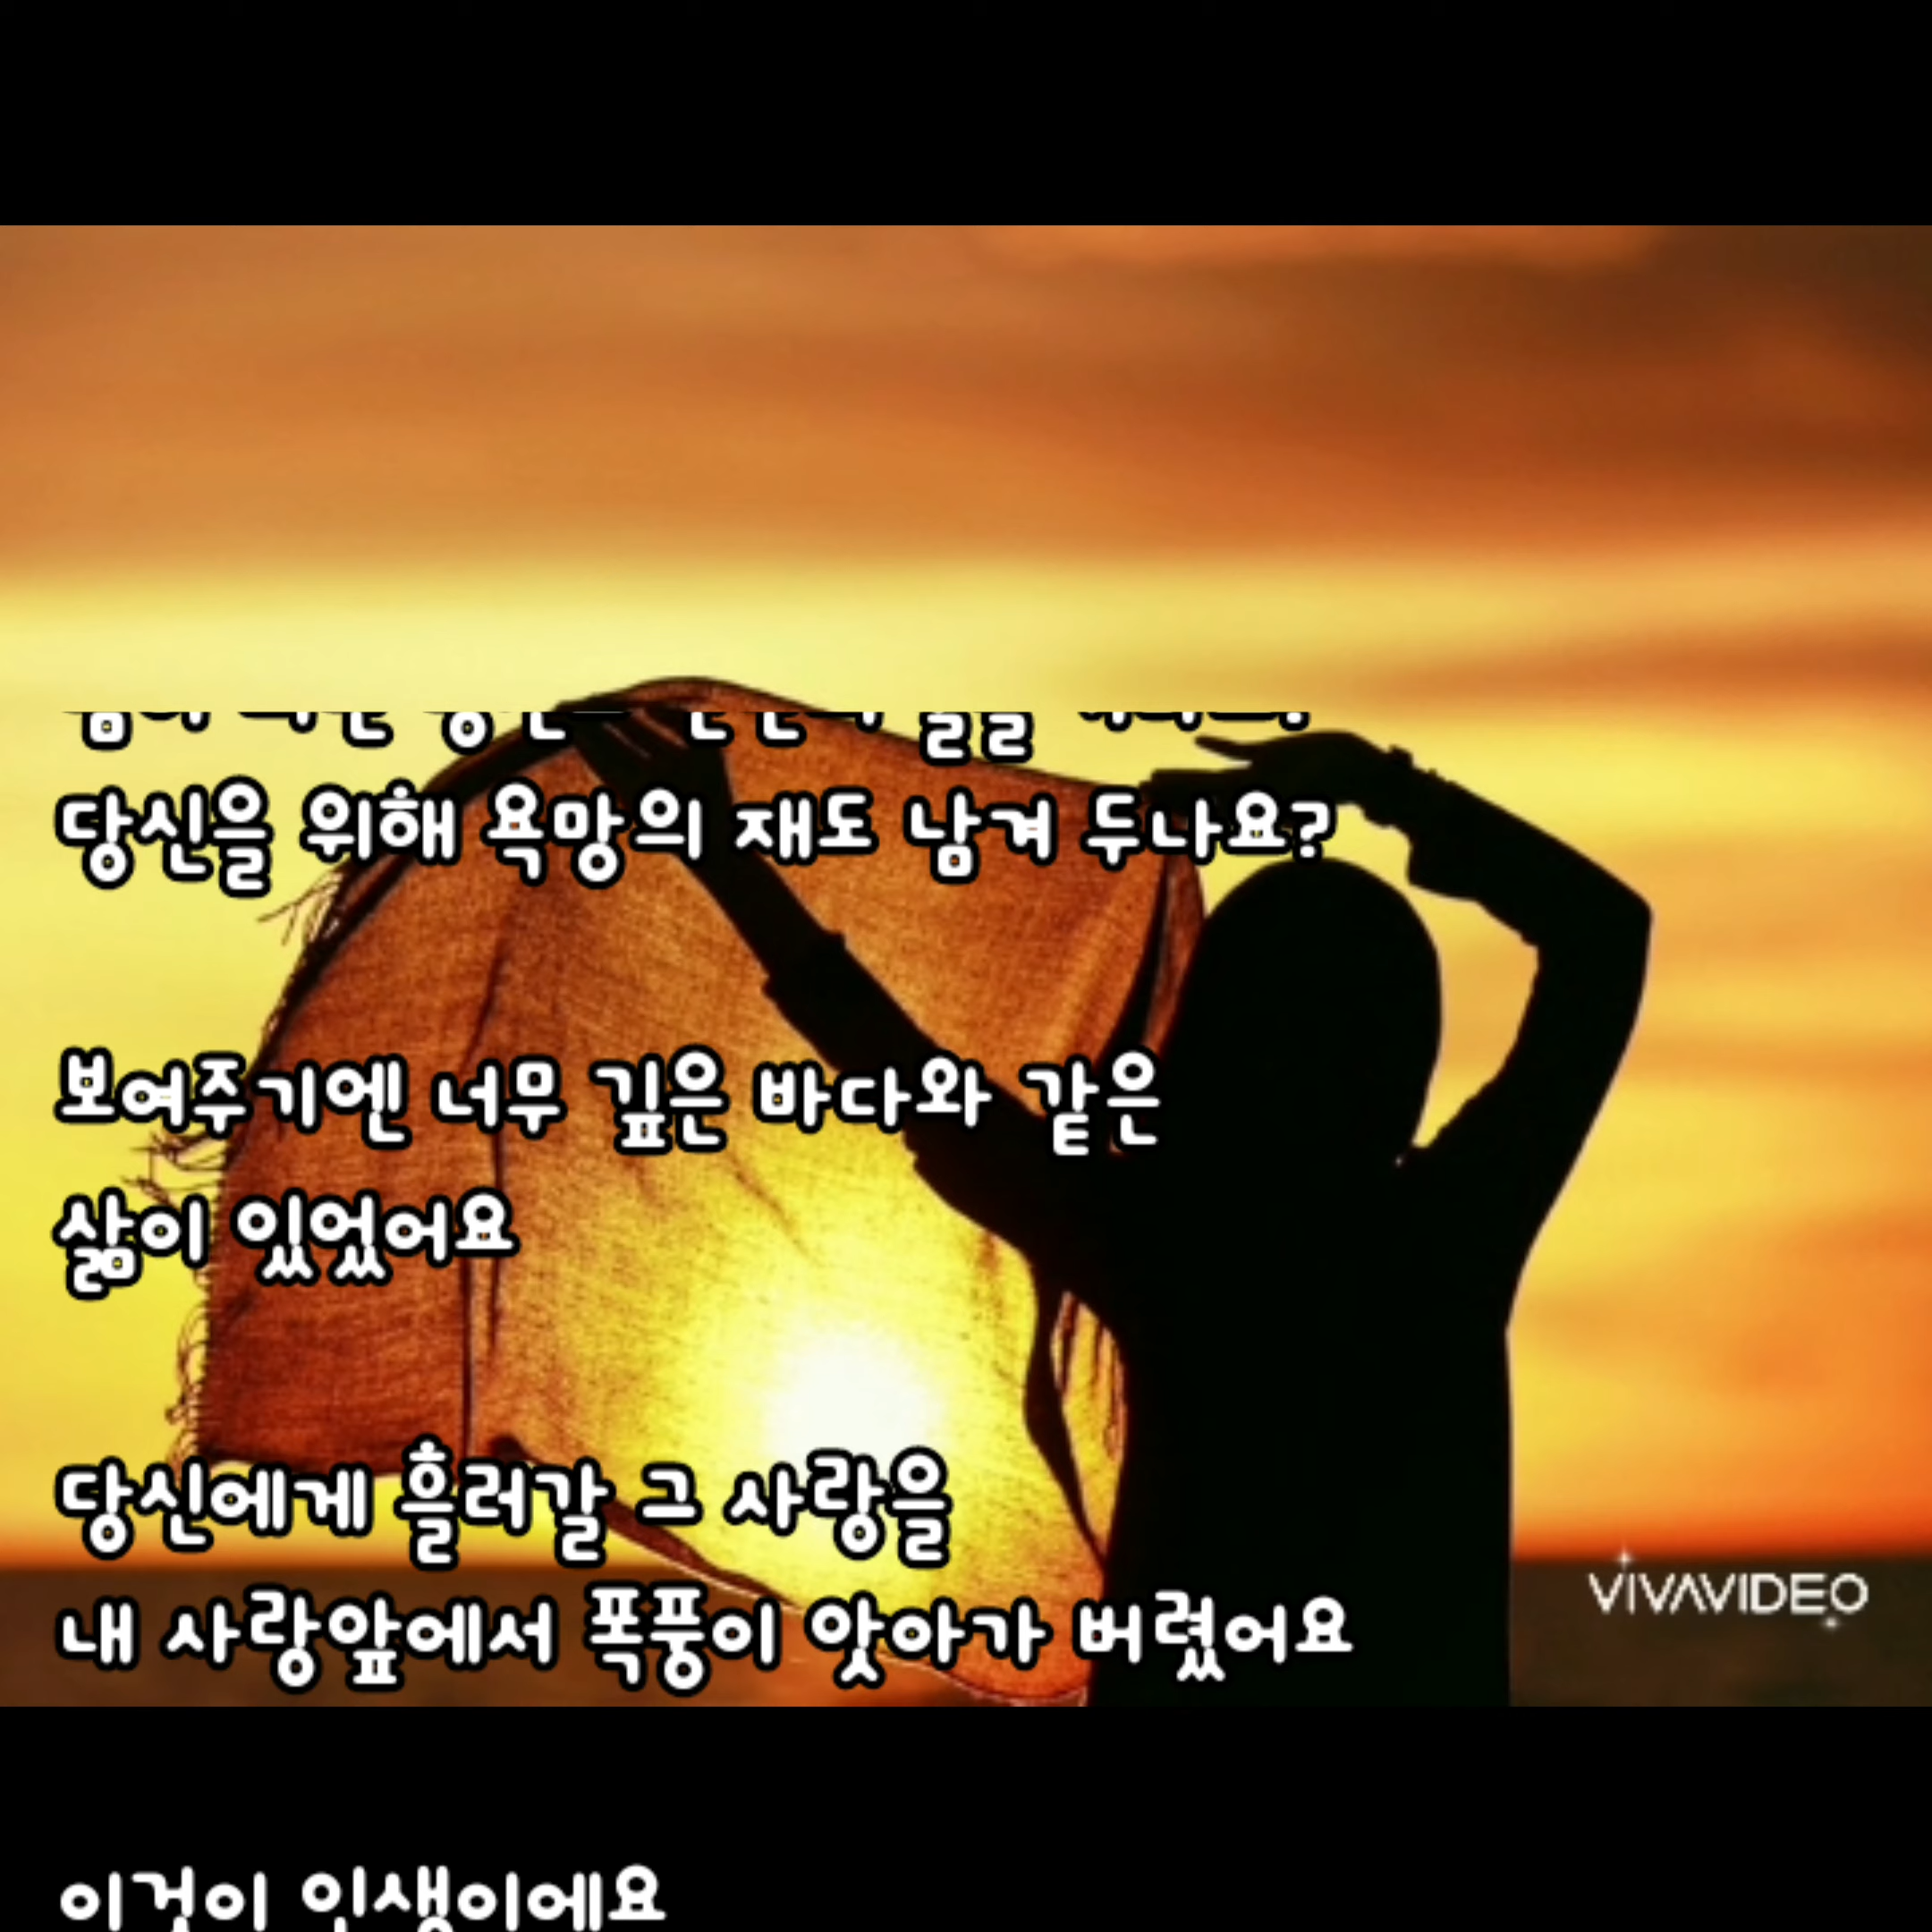 당신을 위해 욕망의 재도 남겨 두나요?
보여주기엔 너무 깊은 바다와 같은
삶이 있었어요
당신에게 흘러갈 그 사랑을
내 사랑앞에서 폭풍이 앗아가 버렸어요
VIVAVIDEO
이것이 인생이에요